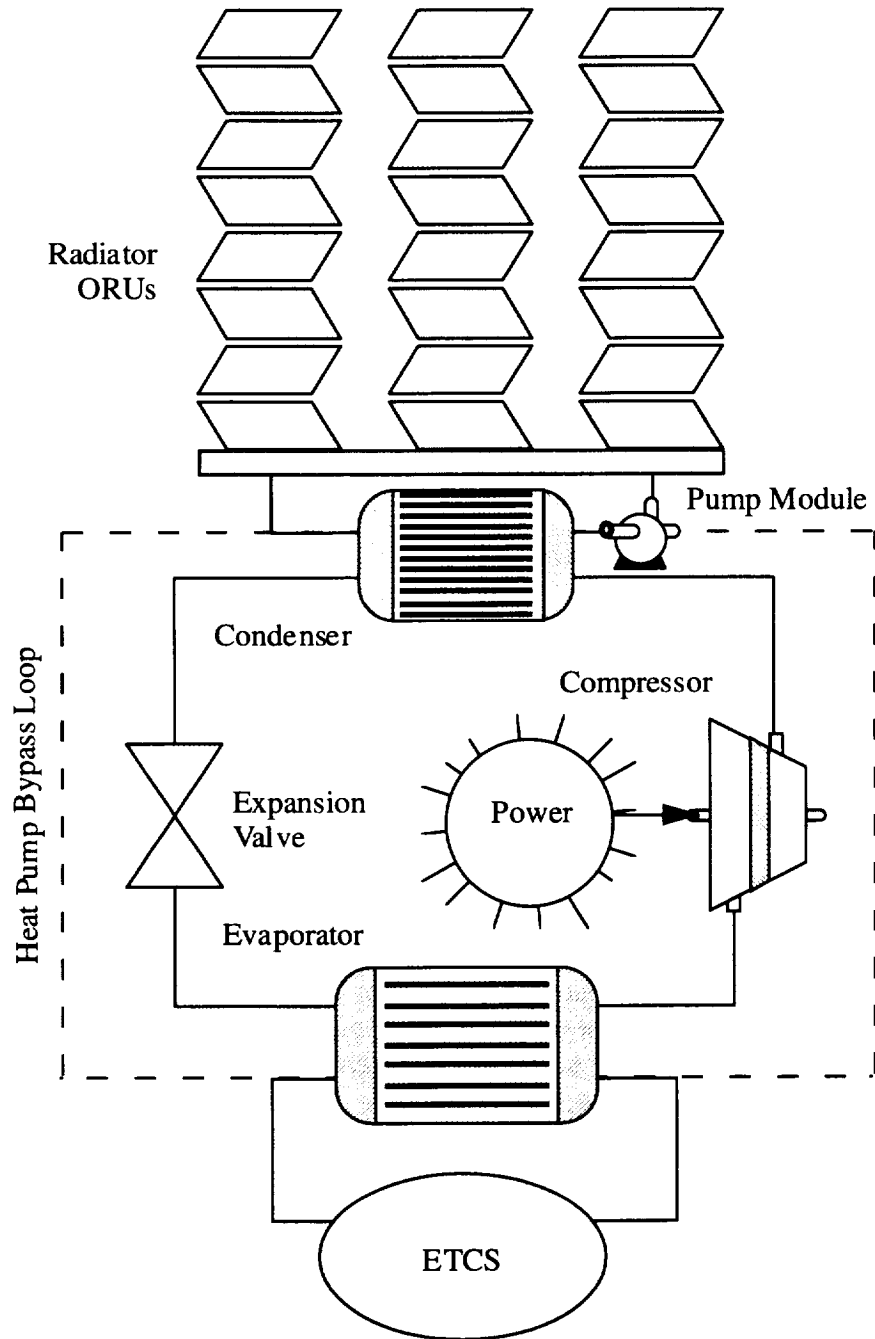 Radiator
ORUs
Pump Module
Condenser
Compressor
Heat Pump Bypass Loop
Expansion
Valve
Power
Evaporator
ETCS